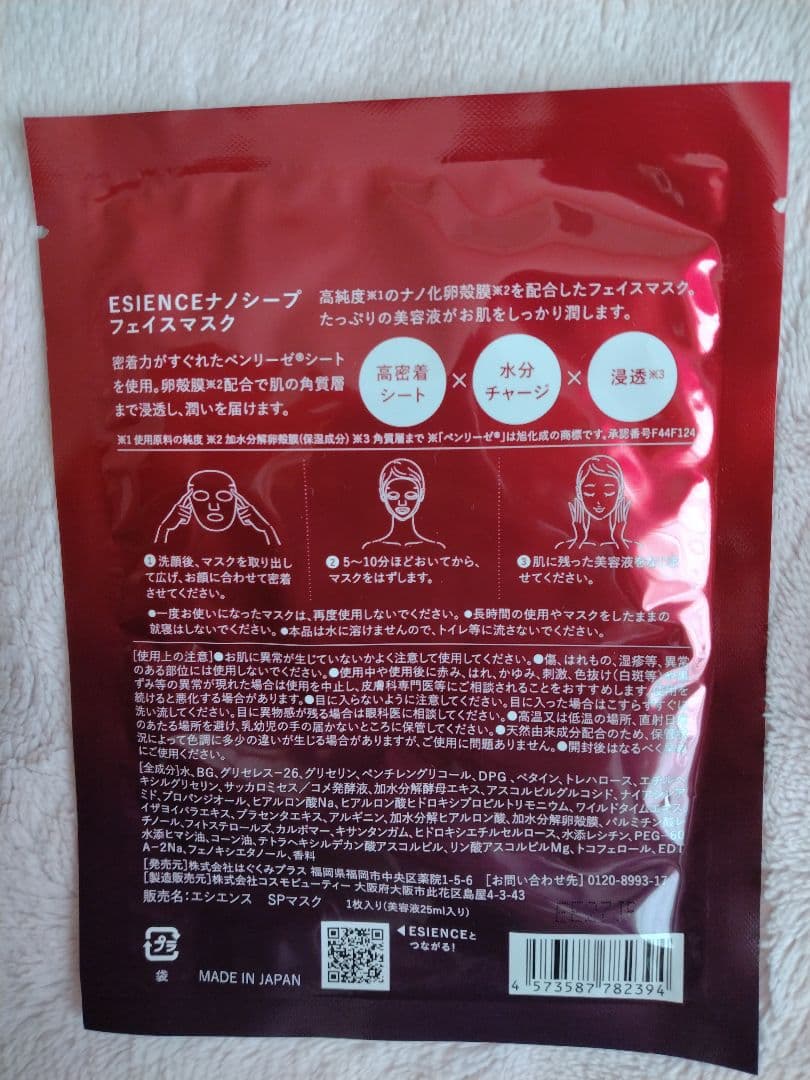 ESIENCEナノシープ
フェイスマスク
高純度※1のナノ化卵殻膜※2を配合したフェイスマスク。
たっぷりの美容液がお肌をしっかり潤します。
密着力がすぐれたベンリーゼ®シート
を使用。卵殻膜※2配合で肌の角質層
まで浸透し、潤いを届けます。
高密着
シート
×
水分
チャージ
×
浸透※3
※1 使用原料の純度 ※2 加水分解卵殻膜(保湿成分) ※3 角質層まで ※「ベンリーゼ®」は旭化成の商標です。承認番号F44F124
1 洗顔後、マスクを取り出し
て広げ、お顔に合わせて密着
させてください。
2 5〜10分ほどおいてから、
マスクをはずします。
3 肌に残った美容液を
せてください。
●一度お使いになったマスクは、再度使用しないでください。●長時間の使用やマスクをしたままの
就寝はしないでください。●本品は水に溶けませんので、トイレ等に流さないでください。
[使用上の注意]●お肌に異常が生じていないかよく注意して使用してください。●傷、はれもの、湿疹等、異常
のある部位には使用しないでください。●使用中や使用後に赤み、はれ、かゆみ、刺激、色抜け(白斑等)
ずみ等の異常が現れた場合は使用を中止し、皮膚科専門医等にご相談されることをおすすめします。使用を
続けると悪化する場合があります。●目に入らないように注意してください。目に入った場合はこすらずすぐに
洗い流してください。目に異物感が残る場合は眼科医に相談してください。●高温又は低温の場所、直射日
のあたる場所を避け、乳幼児の手の届かないところに保管してください。●天然由来成分配合のため、保管
況によって色調に多少の違いが生じる場合がありますが、ご使用に問題ありません。●開封後はなるべく
にご使用ください。
[全成分]水、BG、グリセレス-26、グリセリン、ペンチレングリコール、DPG、ベタイン、トレハロース、エチルヘ
キシルグリセリン、サッカロミセス/コメ発酵液、加水分解酵母エキス、アスコルビルグルコシド、ナイアシンア
ミド、プロパンジオール、ヒアルロン酸Na、ヒアルロン酸ヒドロキシプロピルトリモニウム、ワイルドタイムエキス、
イザヨイバラエキス、プラセンタエキス、アルギニン、加水分解ヒアルロン酸、加水分解卵殻膜、パルミチン酸レ
チノール、フィトステロールズ、カルボマー、キサンタンガム、ヒドロキシエチルセルロース、水添レシチン、PEG-60
水添ヒマシ油、コーン油、テトラヘキシルデカン酸アスコルビル、リン酸アスコルビルMg、トコフェロール、EDT
A-2Na、フェノキシエタノール、香料
[発売元]株式会社はぐくみプラス 福岡県福岡市中央区薬院1-5-6 [お問い合わせ先] 0120-8993-17
[製造販売元]株式会社コスモビューティー 大阪府大阪市此花区島屋4-3-43
販売名:エシエンス SPマスク 1枚入り(美容液25ml入り)
プラ
袋
MADE IN JAPAN
◀ESIENCEと
つながる!
4 573587 782394